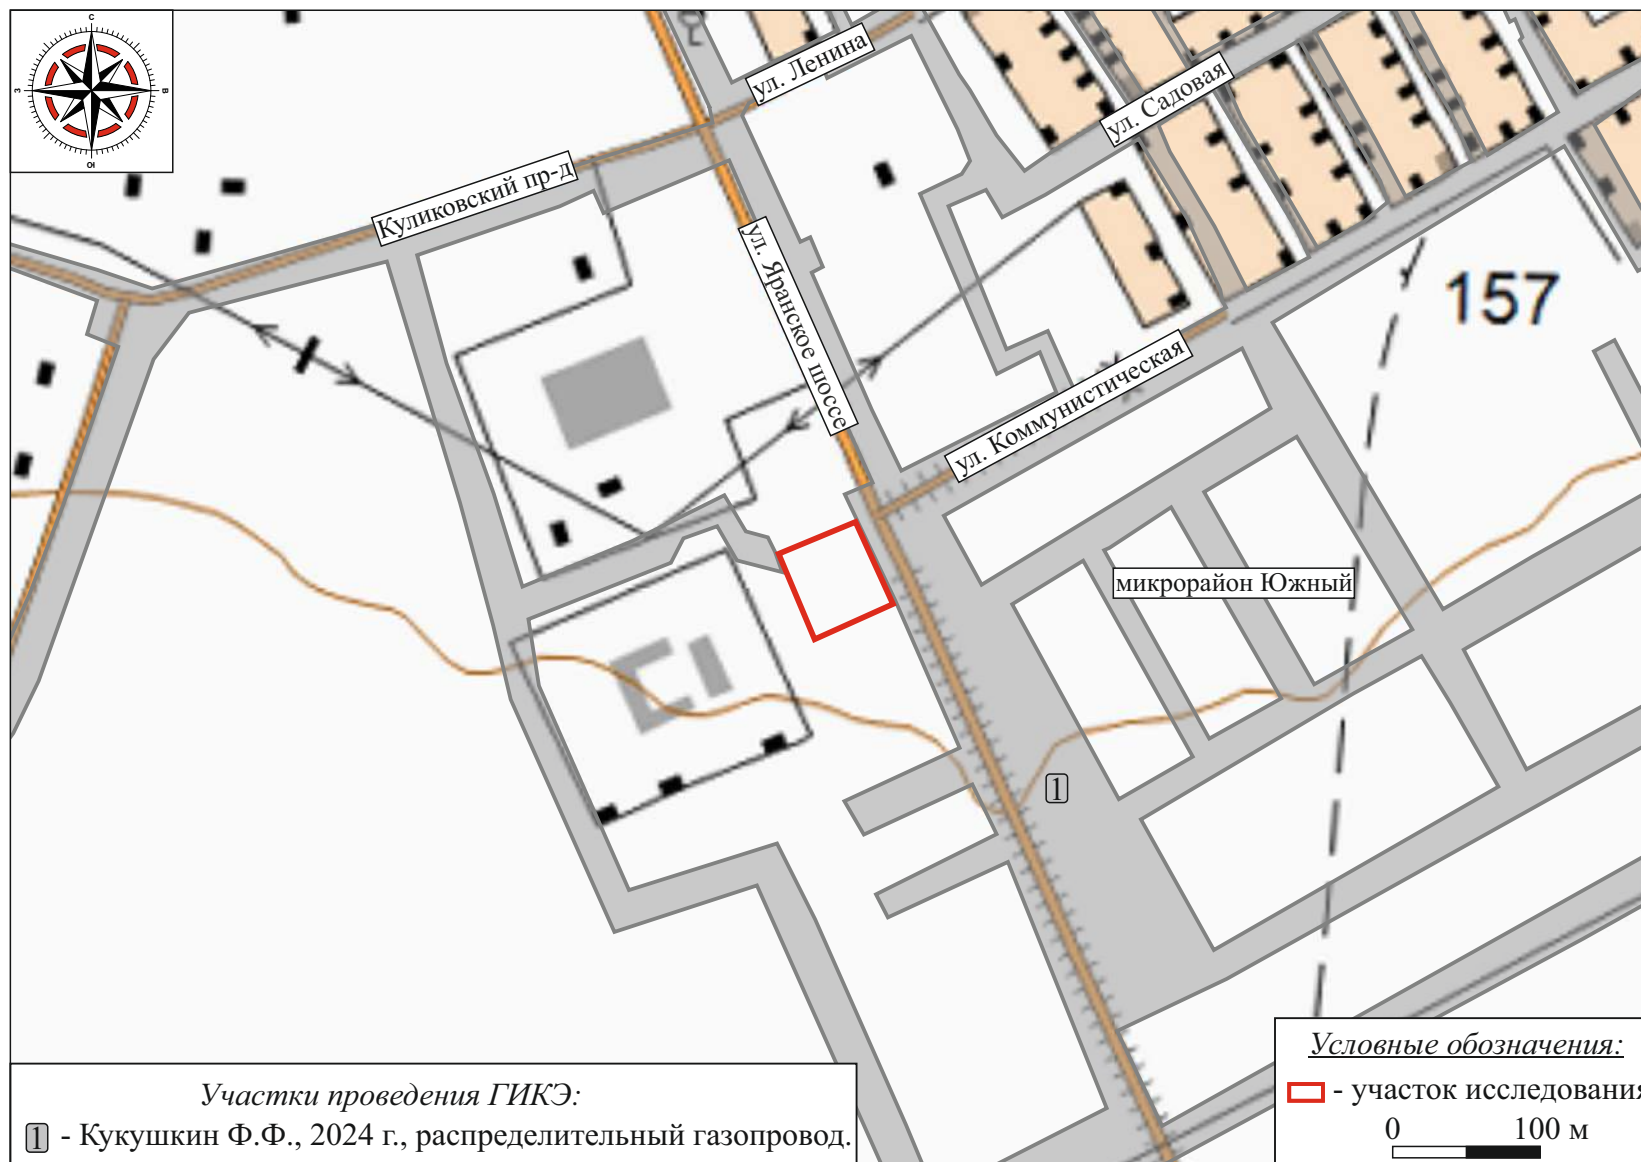 С
З
В
Ю
ул. Ленина
ул. Садовая
Куликовский пр-д
ул. Яранское шоссе
157
ул. Коммунистическая
микрорайон Южный
1
Участки проведения ГИКЭ:
1 - Кукушкин Ф.Ф., 2024 г., распределительный газопровод.
Условные обозначения:
- участок исследования
0 100 м